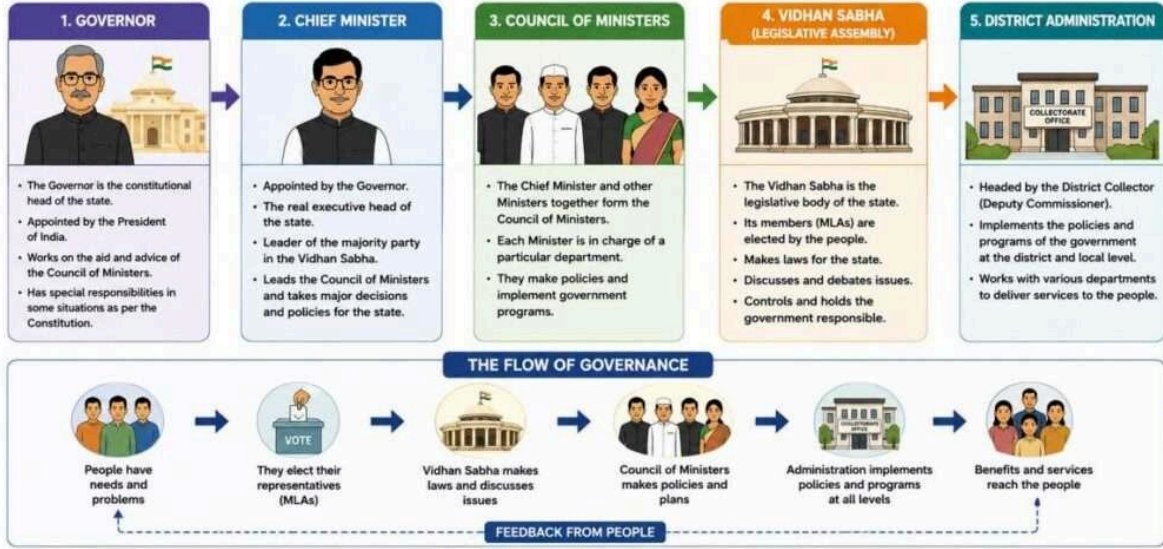 1. GOVERNOR
• The Governor is the constitutional
head of the state.
• Appointed by the President
of India.
• Works on the aid and advice of
the Council of Ministers.
• Has special responsibilities in
some situations as per the
Constitution.
2. CHIEF MINISTER
• Appointed by the Governor.
• The real executive head of
the state.
• Leader of the majority party
in the Vidhan Sabha.
• Leads the Council of Ministers
and takes major decisions
and policies for the state.
3. COUNCIL OF MINISTERS
• The Chief Minister and other
Ministers together form the
Council of Ministers.
• Each Minister is in charge of a
particular department.
• They make policies and
implement government
programs.
4. VIDHAN SABHA
(LEGISLATIVE ASSEMBLY)
• The Vidhan Sabha is the
legislative body of the state.
• Its members (MLAs) are
elected by the people.
• Makes laws for the state.
• Discusses and debates issues.
• Controls and holds the
government responsible.
5. DISTRICT ADMINISTRATION
COLLECTORATE
OFFICE
• Headed by the District Collector
(Deputy Commissioner).
• Implements the policies and
programs of the government
at the district and local level.
• Works with various departments
to deliver services to the people.
THE FLOW OF GOVERNANCE
People have
needs and
problems
VOTE
They elect their
representatives
(MLAs)
Vidhan Sabha makes
laws and discusses
issues
Council of Ministers
makes policies and
plans
COLLECTORATE
OFFICE
Administration implements
policies and programs
at all levels
Benefits and services
reach the people
FEEDBACK FROM PEOPLE